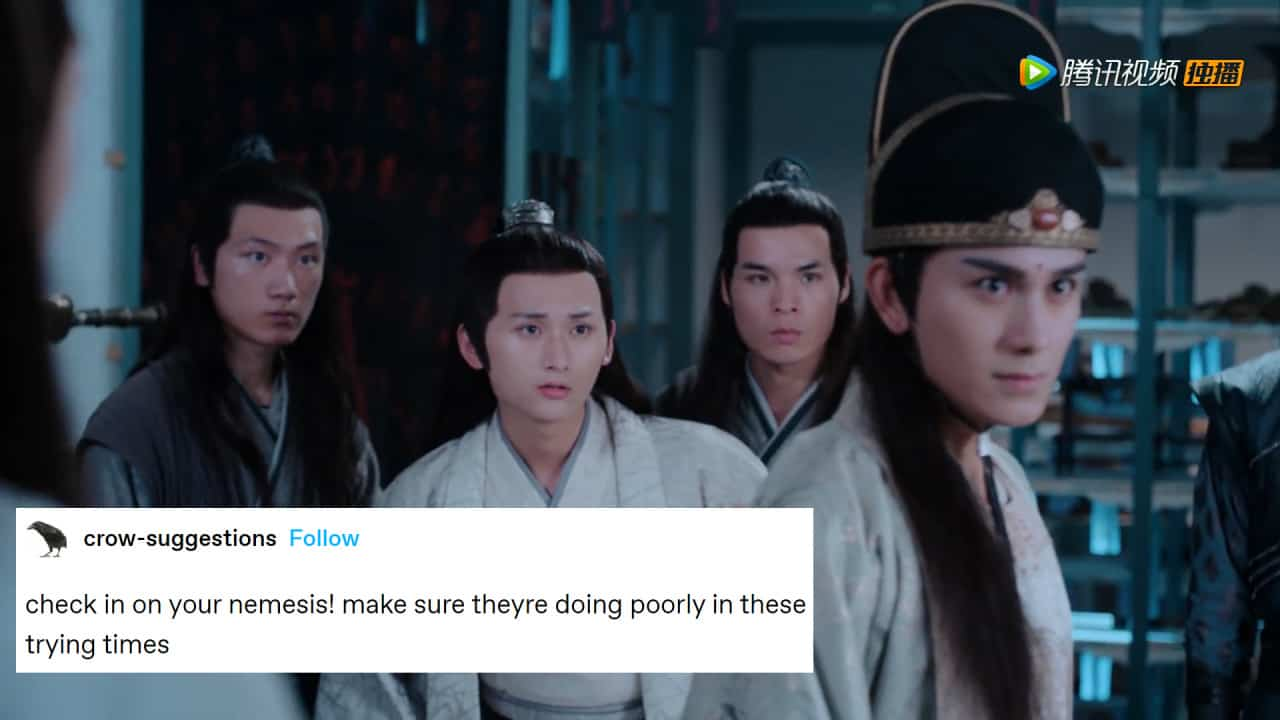 腾讯视频 独播
crow-suggestions Follow
check in on your nemesis! make sure theyre doing poorly in these
trying times